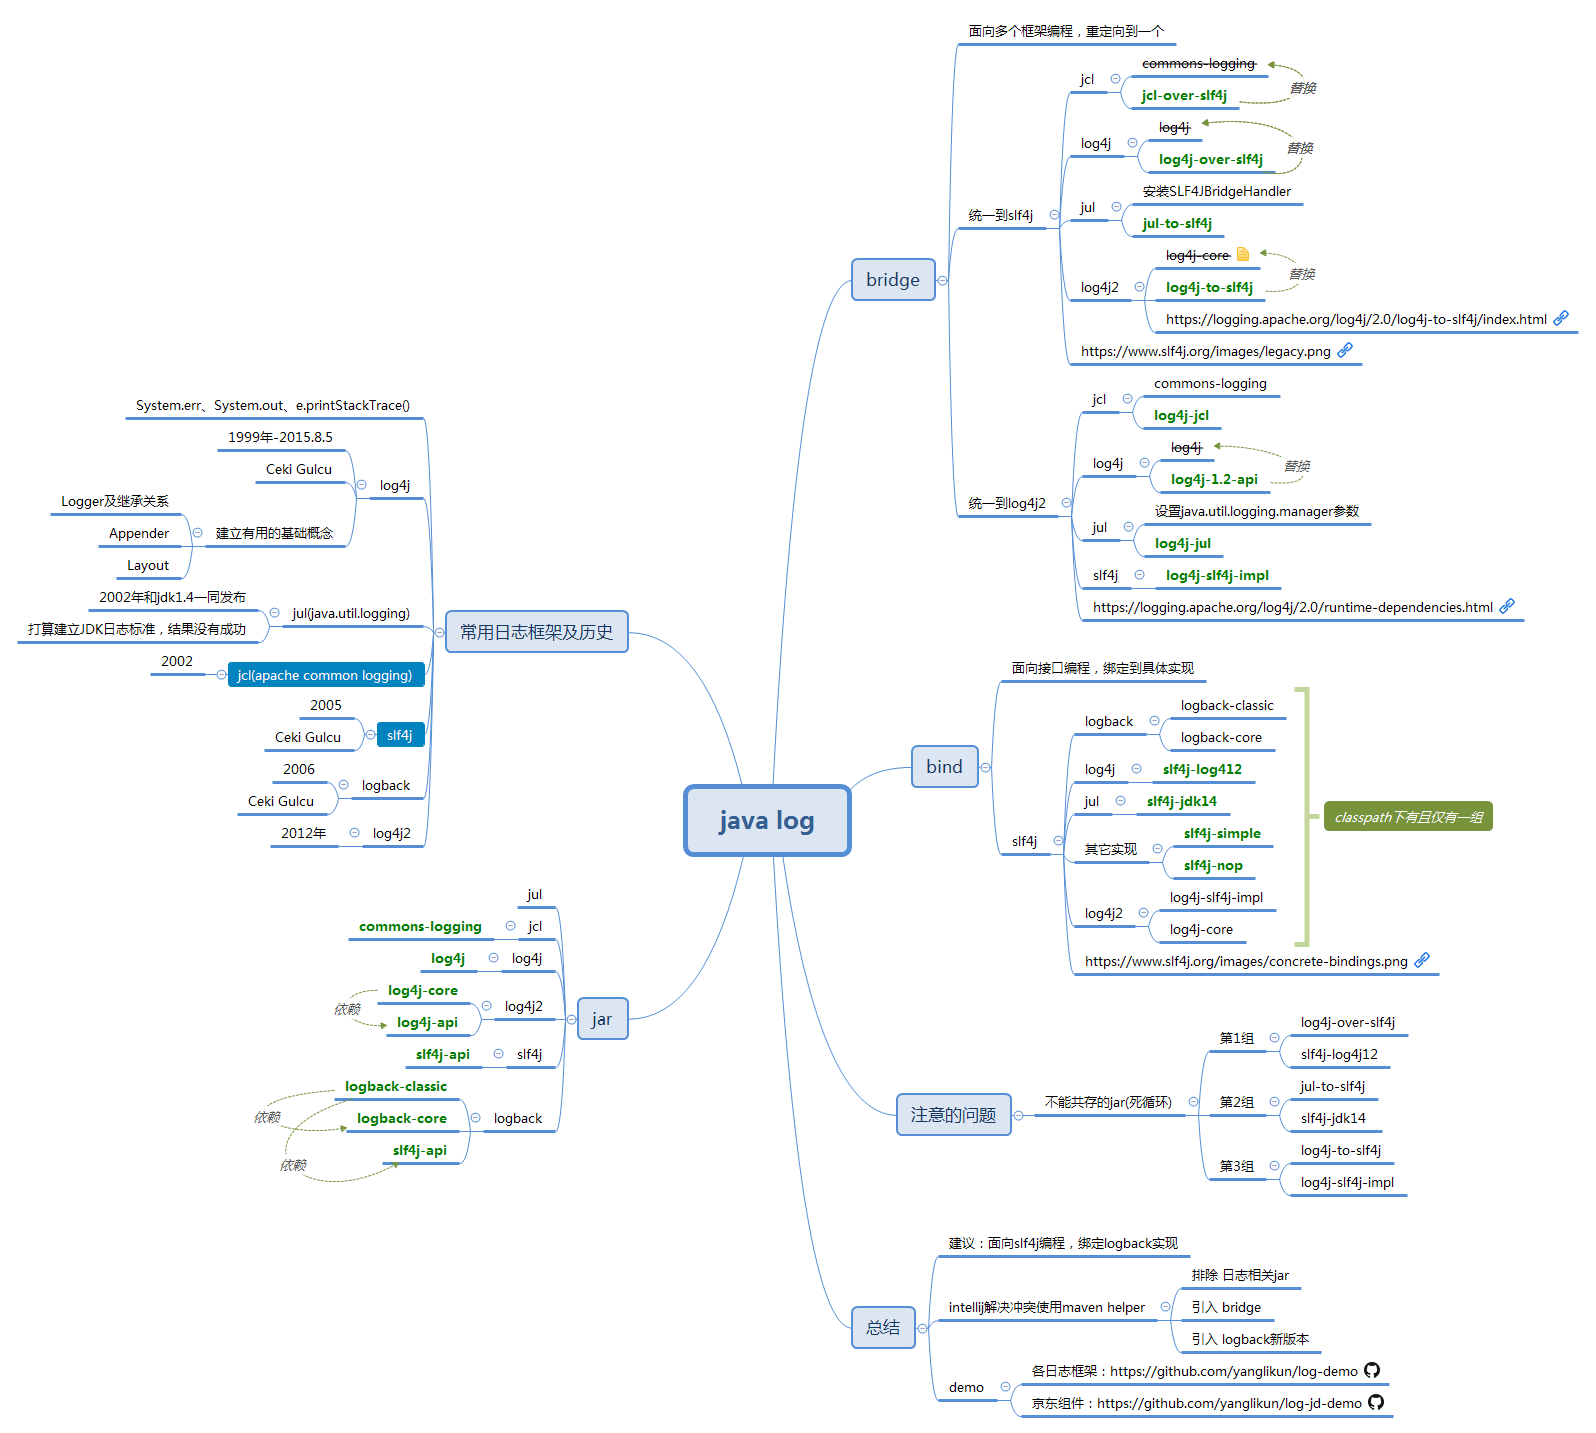 java log
bridge
面向多个框架编程，重定向到一个
统一到slf4j
jcl
commons-logging
jcl-over-slf4j
替换
log4j
log4j
log4j-over-slf4j
替换
jul
安装SLF4JBridgeHandler
jul-to-slf4j
log4j2
log4j-core
log4j-to-slf4j
替换
https://logging.apache.org/log4j/2.0/log4j-to-slf4j/index.html
https://www.slf4j.org/images/legacy.png
统一到log4j2
jcl
commons-logging
log4j-jcl
log4j
log4j
log4j-1.2-api
替换
jul
设置java.util.logging.manager参数
log4j-jul
slf4j
log4j-slf4j-impl
https://logging.apache.org/log4j/2.0/runtime-dependencies.html
bind
面向接口编程，绑定到具体实现
slf4j
logback
logback-classic
logback-core
log4j
slf4j-log412
jul
slf4j-jdk14
其它实现
slf4j-simple
slf4j-nop
log4j2
log4j-slf4j-impl
log4j-core
https://www.slf4j.org/images/concrete-bindings.png
classpath下有且仅有一组
注意的问题
不能共存的jar(死循环)
第1组
log4j-over-slf4j
slf4j-log4j12
第2组
jul-to-slf4j
slf4j-jdk14
第3组
log4j-to-slf4j
log4j-slf4j-impl
总结
建议：面向slf4j编程，绑定logback实现
intellij解决冲突使用maven helper
排除 日志相关jar
引入 bridge
引入 logback新版本
demo
各日志框架：https://github.com/yanglikun/log-demo
京东组件：https://github.com/yanglikun/log-jd-demo
常用日志框架及历史
System.err、System.out、e.printStackTrace()
log4j
1999年-2015.8.5
Ceki Gulcu
建立有用的基础概念
Logger及继承关系
Appender
Layout
jul(java.util.logging)
2002年和jdk1.4一同发布
打算建立JDK日志标准，结果没有成功
jcl(apache common logging)
2002
slf4j
2005
Ceki Gulcu
logback
2006
Ceki Gulcu
log4j2
2012年
jar
jul
jcl
commons-logging
log4j
log4j
log4j2
log4j-core
log4j-api
依赖
slf4j
slf4j-api
logback
logback-classic
logback-core
slf4j-api
依赖
依赖